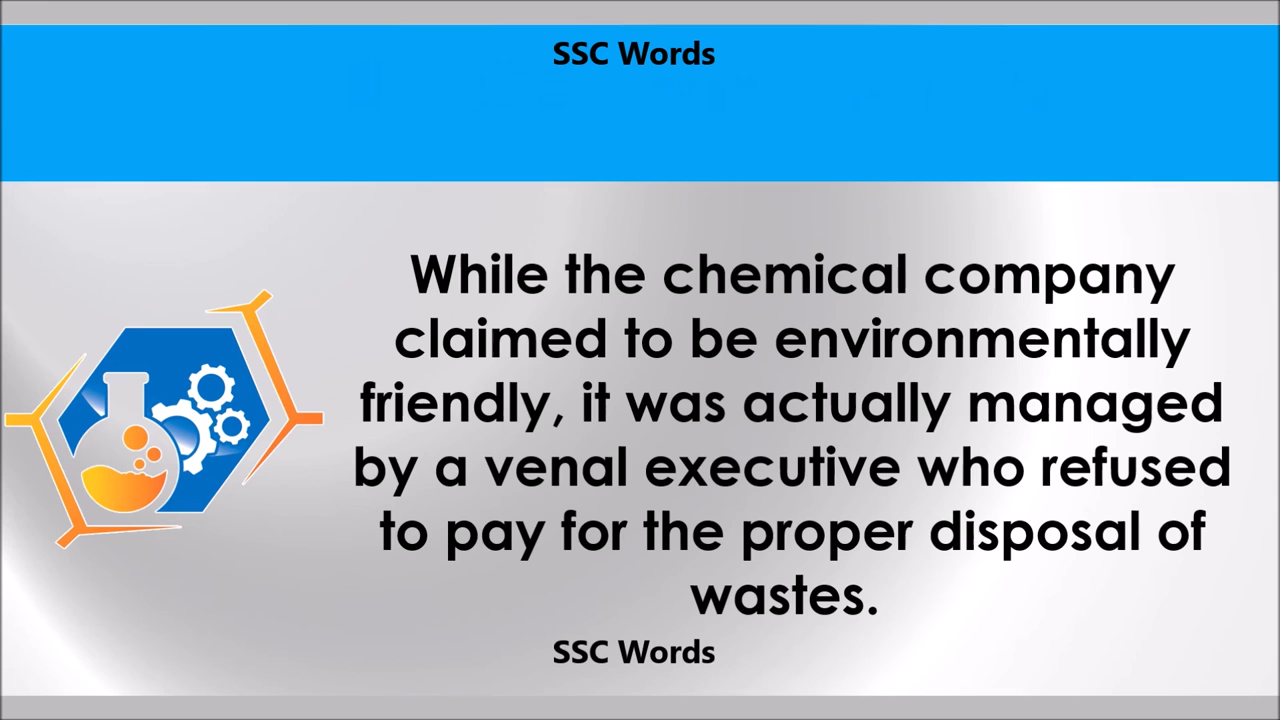 SSC Words
While the chemical company
claimed to be environmentally
friendly, it was actually managed
by a venal executive who refused
to pay for the proper disposal of
wastes.
SSC Words